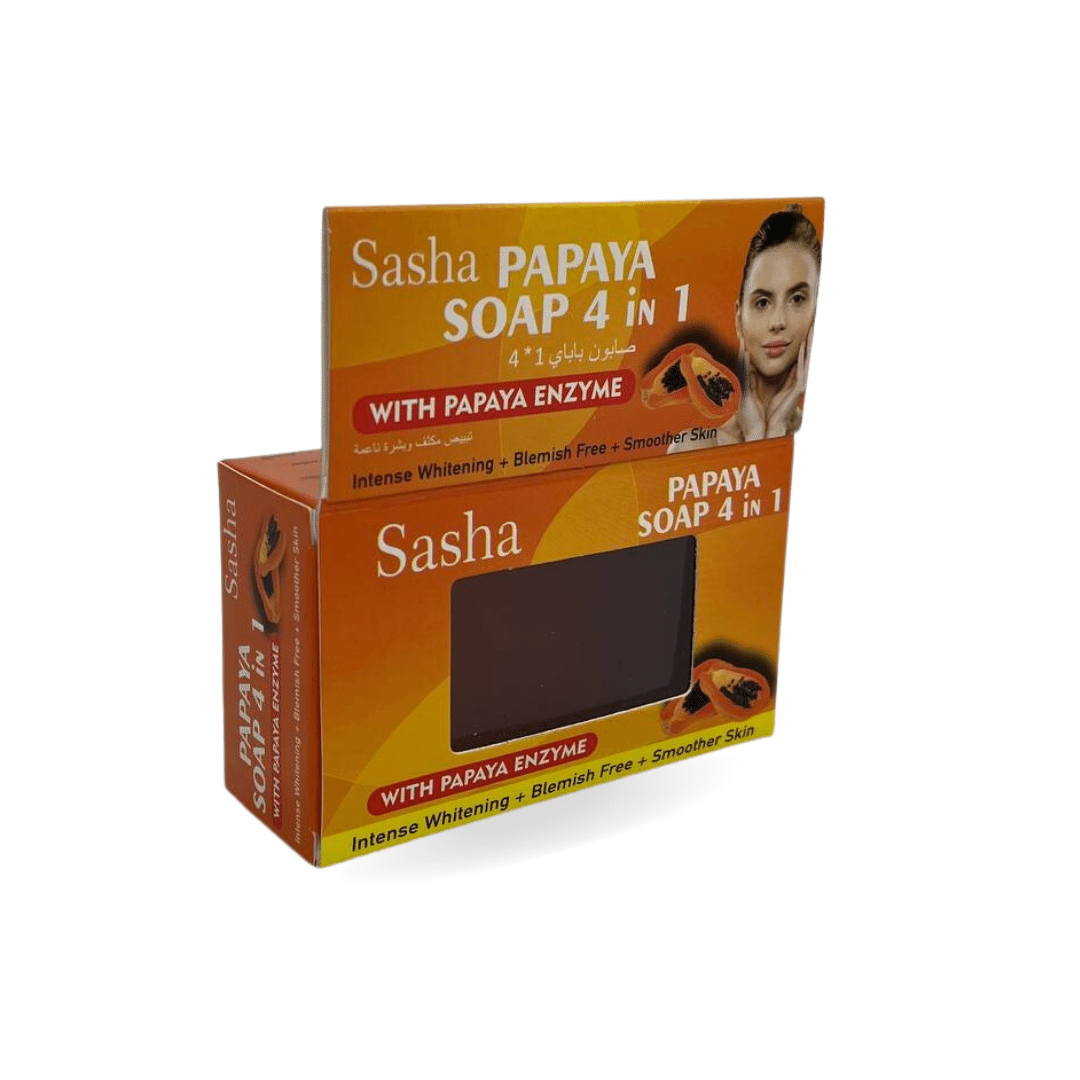 Sasha PAPAYA
SOAP 4 iN 1
صابون باباي 1*4
WITH PAPAYA ENZYME
تبييض مكثف وبشرة ناعمة
Intense Whitening + Blemish Free + Smoother Skin
Sasha
PAPAYA
SOAP 4 iN 1
WITH PAPAYA ENZYME
Intense Whitening + Blemish Free + Smoother Skin
Sasha
PAPAYA
SOAP 4 iN 1
WITH PAPAYA ENZYME
Intense Whitening + Blemish Free + Smoother Skin